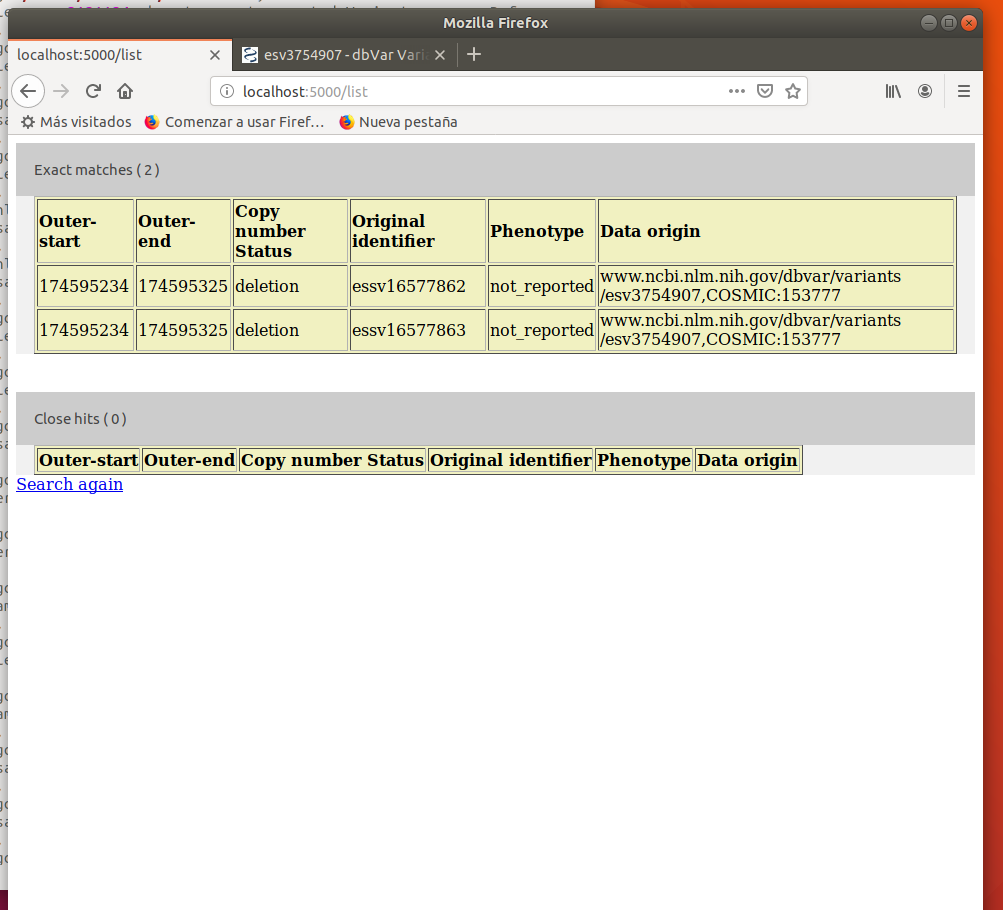 Mozilla Firefox
localhost:5000/list
esv3754907 - dbVar Vari
localhost:5000/list
Más visitados
Comenzar a usar Firef…
Nueva pestaña
Exact matches ( 2 )
Outer-start Outer-end Copy number Status Original identifier Phenotype Data origin
174595234 174595325 deletion essv16577862 not_reported www.ncbi.nlm.nih.gov/dbvar/variants
/esv3754907,COSMIC:153777
174595234 174595325 deletion essv16577863 not_reported www.ncbi.nlm.nih.gov/dbvar/variants
/esv3754907,COSMIC:153777
Close hits ( 0 )
Outer-start Outer-end Copy number Status Original identifier Phenotype Data origin
Search again